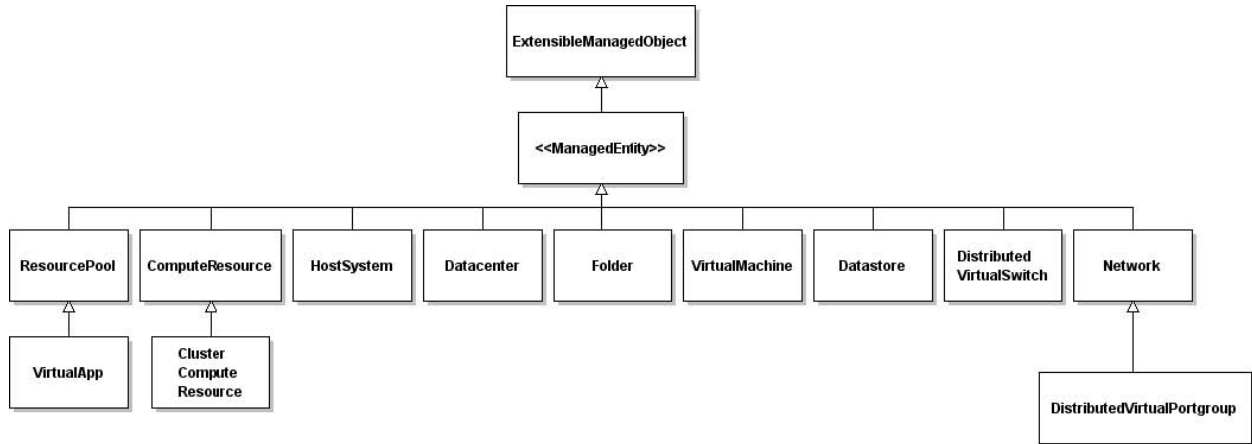 ExtensibleManagedObject
<<ManagedEntity>>
ResourcePool
ComputeResource
HostSystem
Datacenter
Folder
VirtualMachine
Datastore
Distributed
VirtualSwitch
Network
VirtualApp
Cluster
Compute
Resource
DistributedVirtualPortgroup